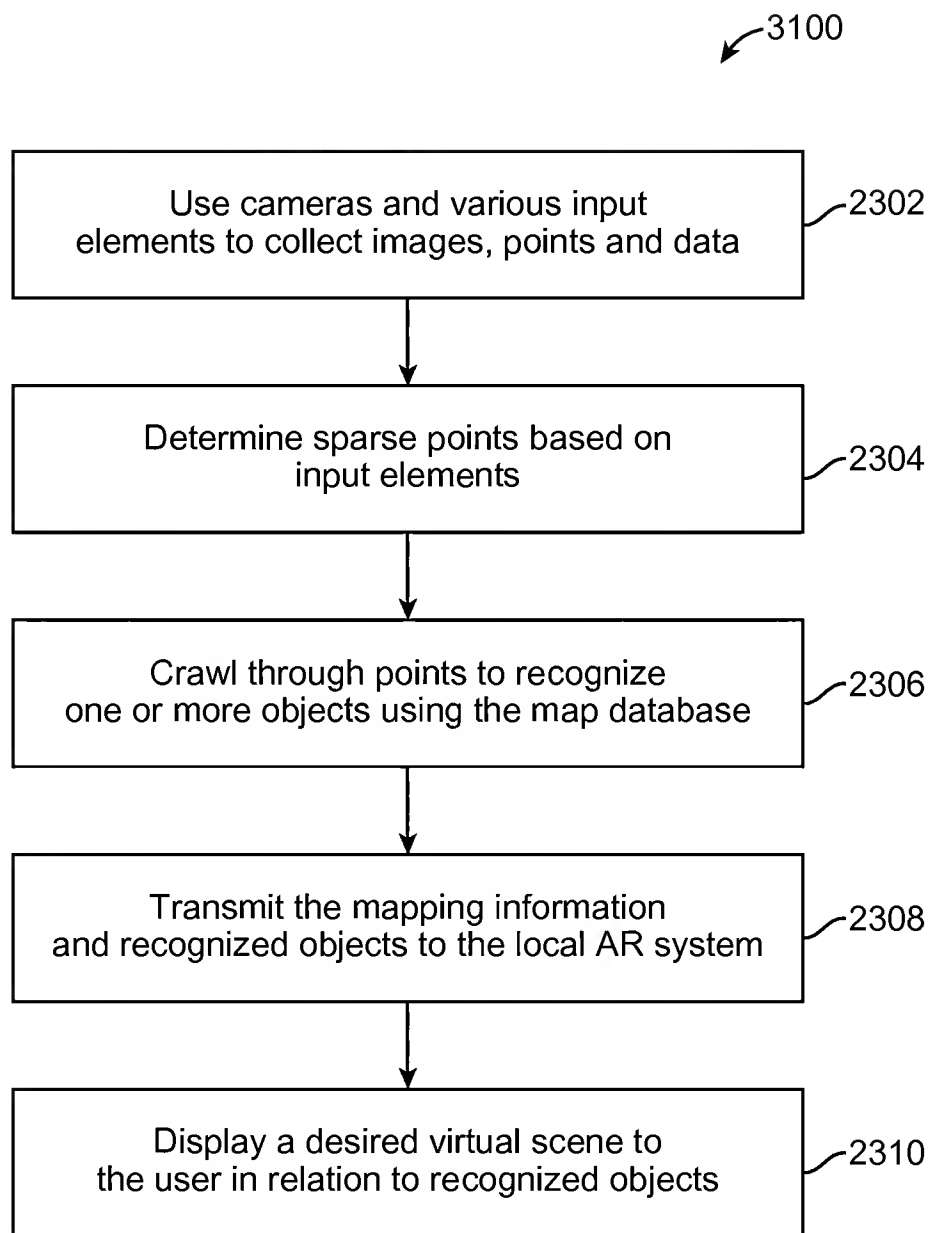 3100
Use cameras and various input
elements to collect images, points and data
2302
Determine sparse points based on
input elements
2304
Crawl through points to recognize
one or more objects using the map database
2306
Transmit the mapping information
and recognized objects to the local AR system
2308
Display a desired virtual scene to
the user in relation to recognized objects
2310